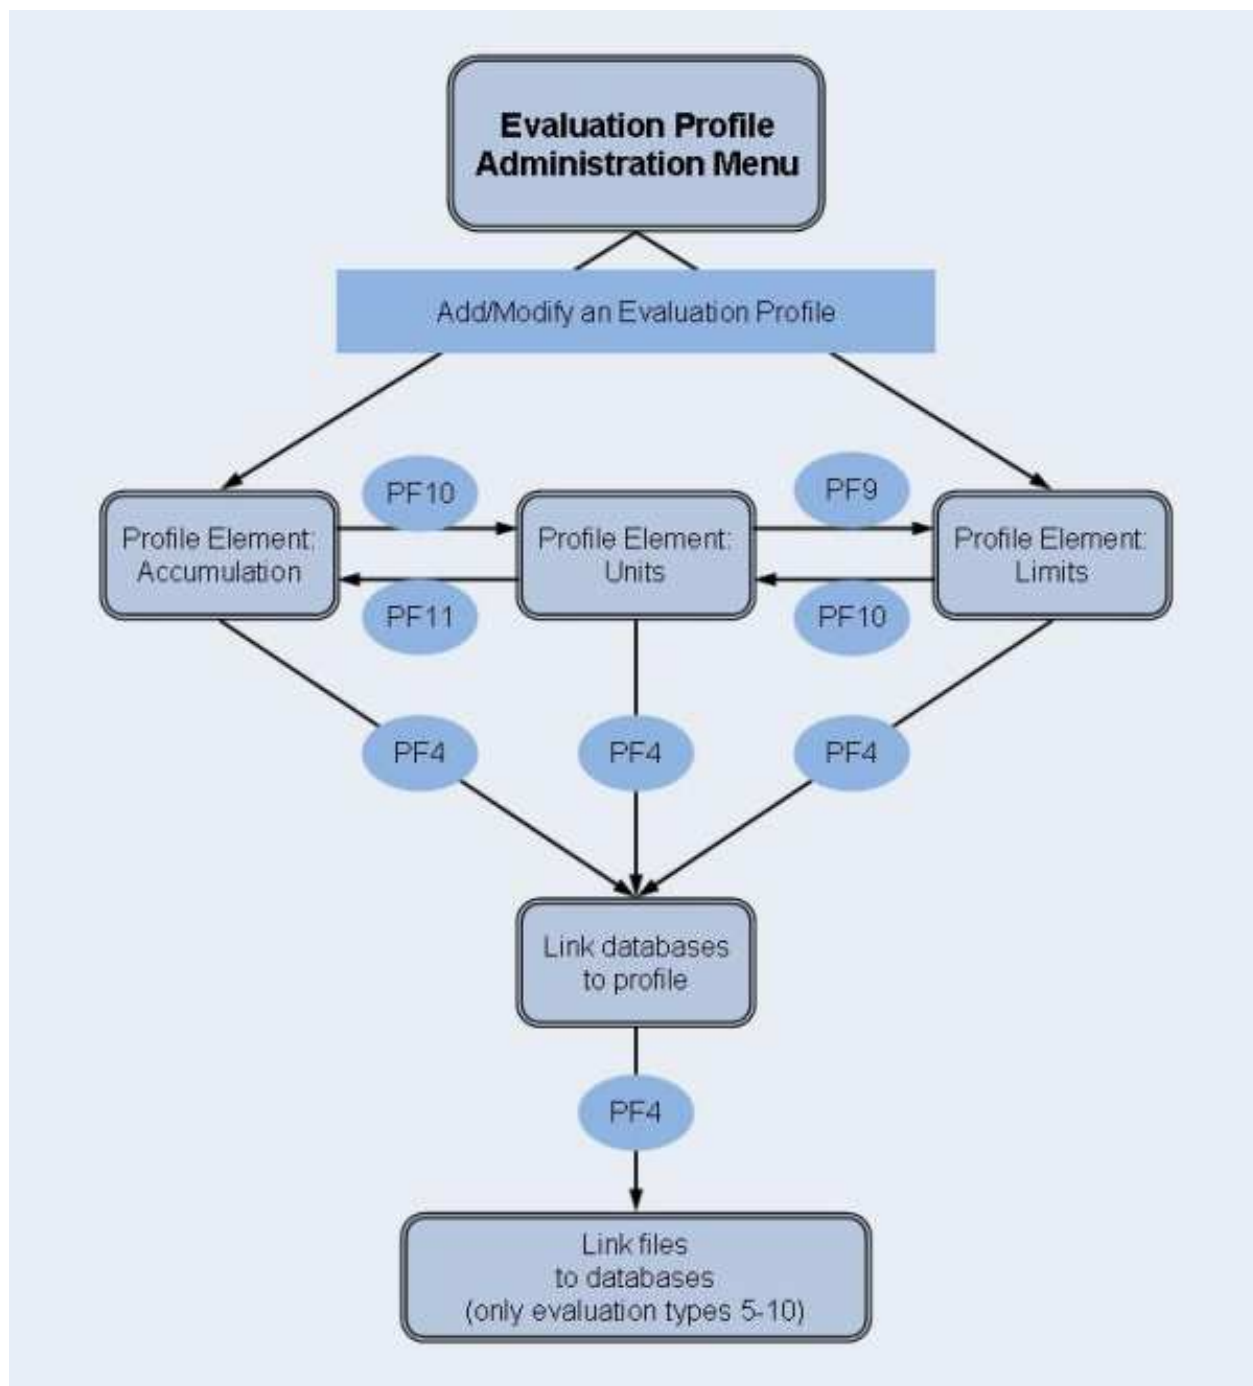 Evaluation Profile
Administration Menu
Add/Modify an Evaluation Profile
PF10
PF9
Profile Element:
Accumulation
Profile Element:
Units
Profile Element:
Limits
PF11
PF10
PF4
PF4
PF4
Link databases
to profile
PF4
Link files
to databases
(only evaluation types 5-10)